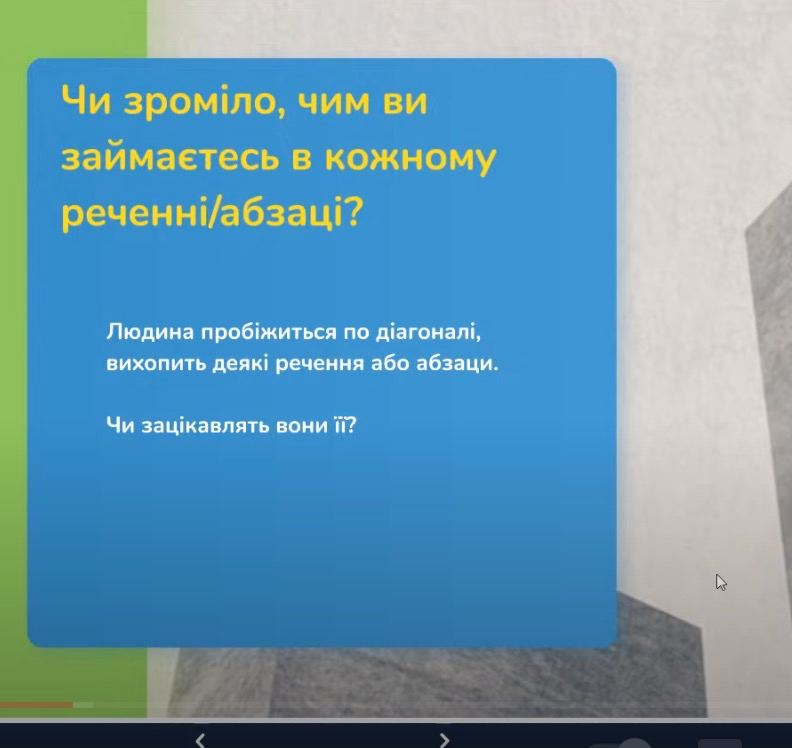 Чи зроміло, чим ви
займаєтесь в кожному
реченні/абзаці?
Людина пробіжиться по діагоналі,
вихопить деякі речення або абзаци.
Чи зацікавлять вони її?